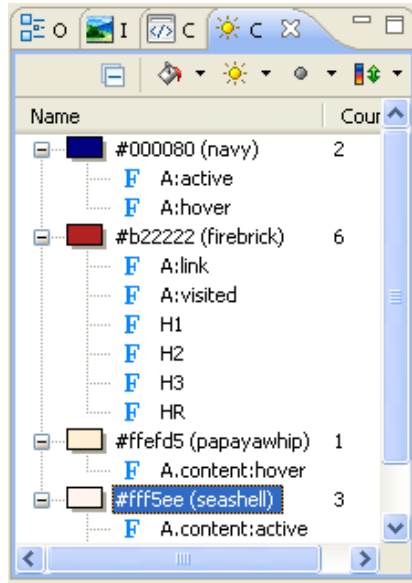 O I C C
Name Cour
#000080 (navy) 2
F A:active
F A:hover
#b22222 (firebrick) 6
F A:link
F A:visited
F H1
F H2
F H3
F HR
#ffefd5 (papayawhip) 1
F A.content:hover
#fff5ee (seashell) 3
F A.content:active